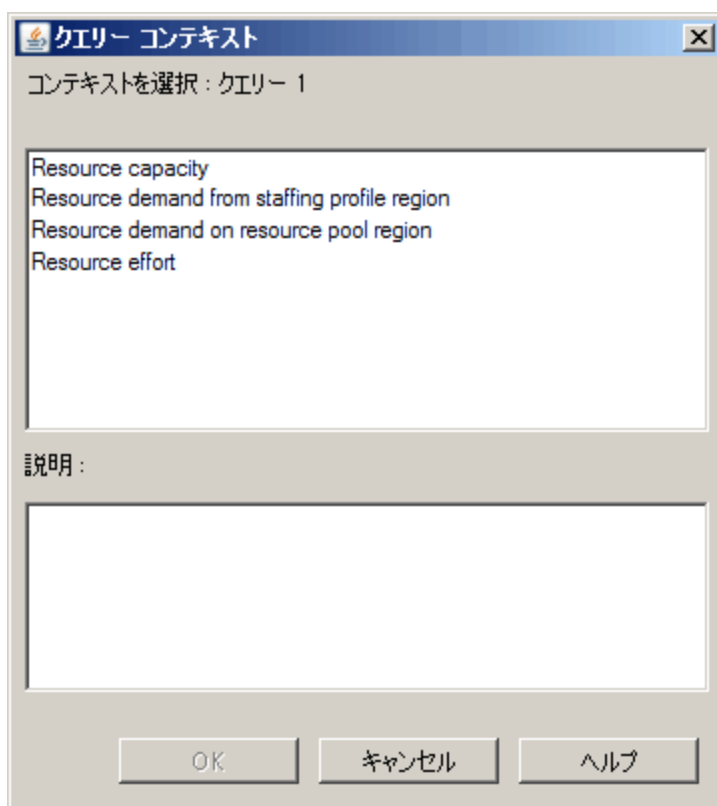 クエリー コンテキスト
コンテキストを選択 : クエリー 1
Resource capacity
Resource demand from staffing profile region
Resource demand on resource pool region
Resource effort
説明 :
OK キャンセル ヘルプ